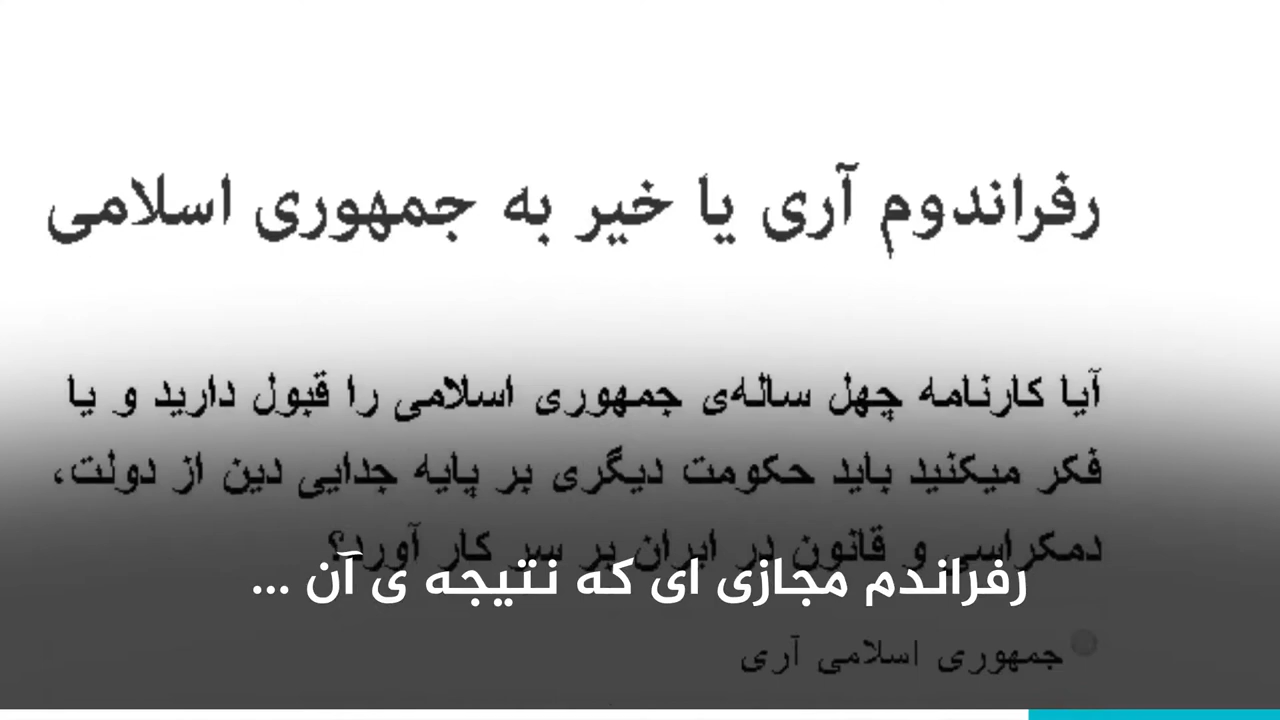 رفراندوم آری یا خیر به جمهوری اسلامی
آیا کارنامه چهل ساله‌ی جمهوری اسلامی را قبول دارید و یا
فکر میکنید باید حکومت دیگری بر پایه جدایی دین از دولت،
دمکراسی و قانون در ایران بر سر کار آورد؟
رفراندم مجازی ای که نتیجه ی آن ...
جمهوری اسلامی آری